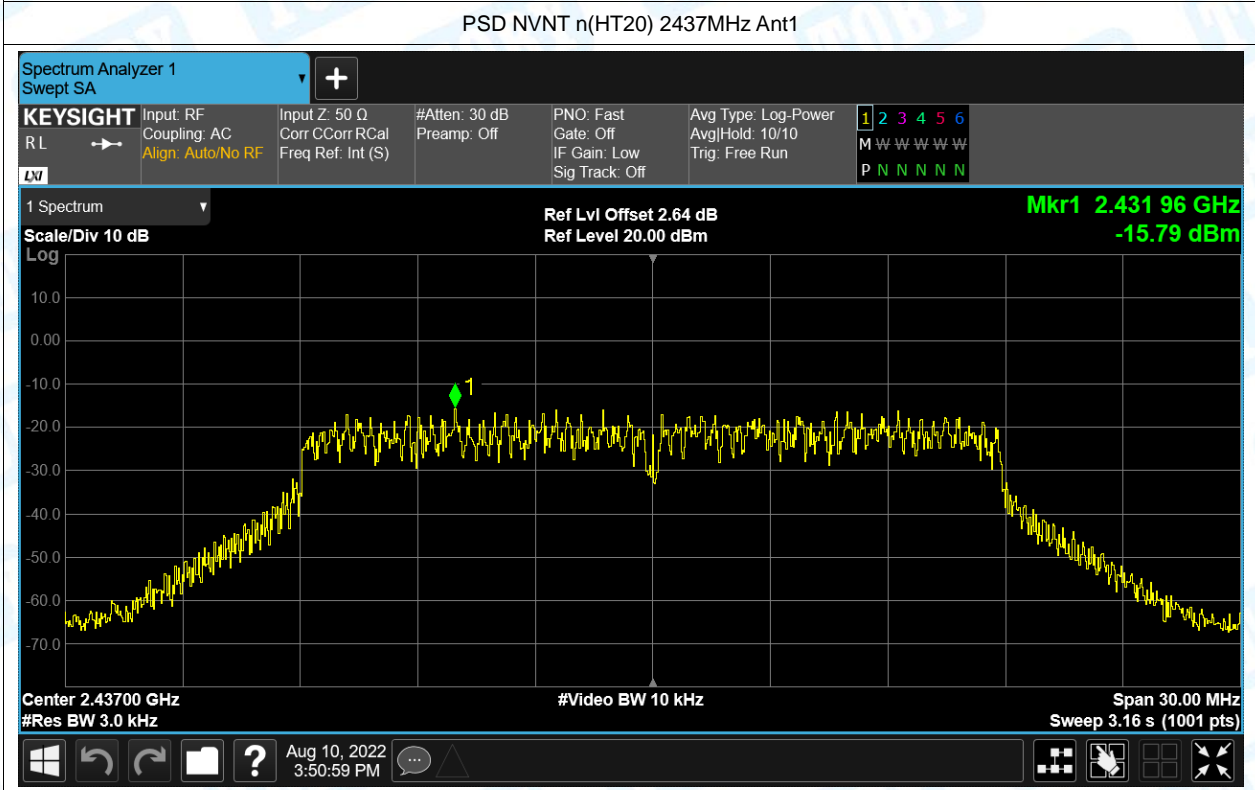 PSD NVNT n(HT20) 2437MHz Ant1
Spectrum Analyzer 1
Swept SA
KEYSIGHT
R L
LXI
Input: RF
Coupling: AC
Align: Auto/No RF
Input Z: 50 Ω
Corr CCorr RCal
Freq Ref: Int (S)
#Atten: 30 dB
Preamp: Off
PNO: Fast
Gate: Off
IF Gain: Low
Sig Track: Off
Avg Type: Log-Power
Avg|Hold: 10/10
Trig: Free Run
1 2 3 4 5 6
M W W W W W
P N N N N N
1 Spectrum
Scale/Div 10 dB
Ref Lvl Offset 2.64 dB
Ref Level 20.00 dBm
Mkr1 2.431 96 GHz
-15.79 dBm
Log
10.0
0.00
-10.0
-20.0
-30.0
-40.0
-50.0
-60.0
-70.0
1
Center 2.43700 GHz
#Res BW 3.0 kHz
#Video BW 10 kHz
Span 30.00 MHz
Sweep 3.16 s (1001 pts)
?
Aug 10, 2022
3:50:59 PM